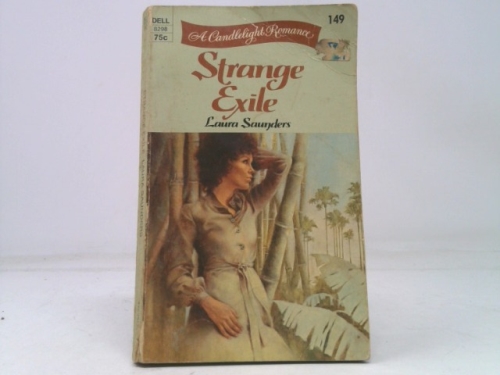 DELL
75c
A Candlelight Romance
149
Strange
Exile
Laura Saunders